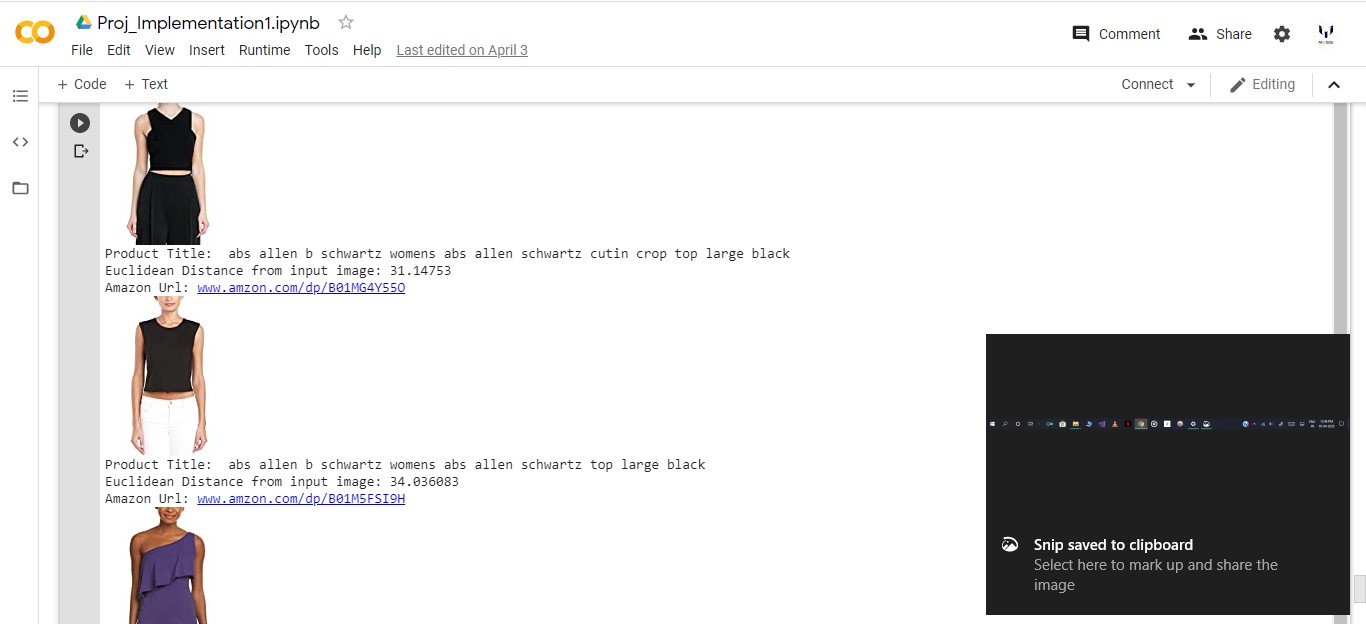 Proj_Implementation1.ipynb
File Edit View Insert Runtime Tools Help Last edited on April 3
Comment Share
+ Code + Text
Connect Editing
Product Title: abs allen b schwartz womens abs allen schwartz cutin crop top large black
Euclidean Distance from input image: 31.14753
Amazon Url: www.amzon.com/dp/B01MG4Y55O
Product Title: abs allen b schwartz womens abs allen schwartz top large black
Euclidean Distance from input image: 34.036083
Amazon Url: www.amzon.com/dp/B01M5FSI9H
Snip saved to clipboard
Select here to mark up and share the
image